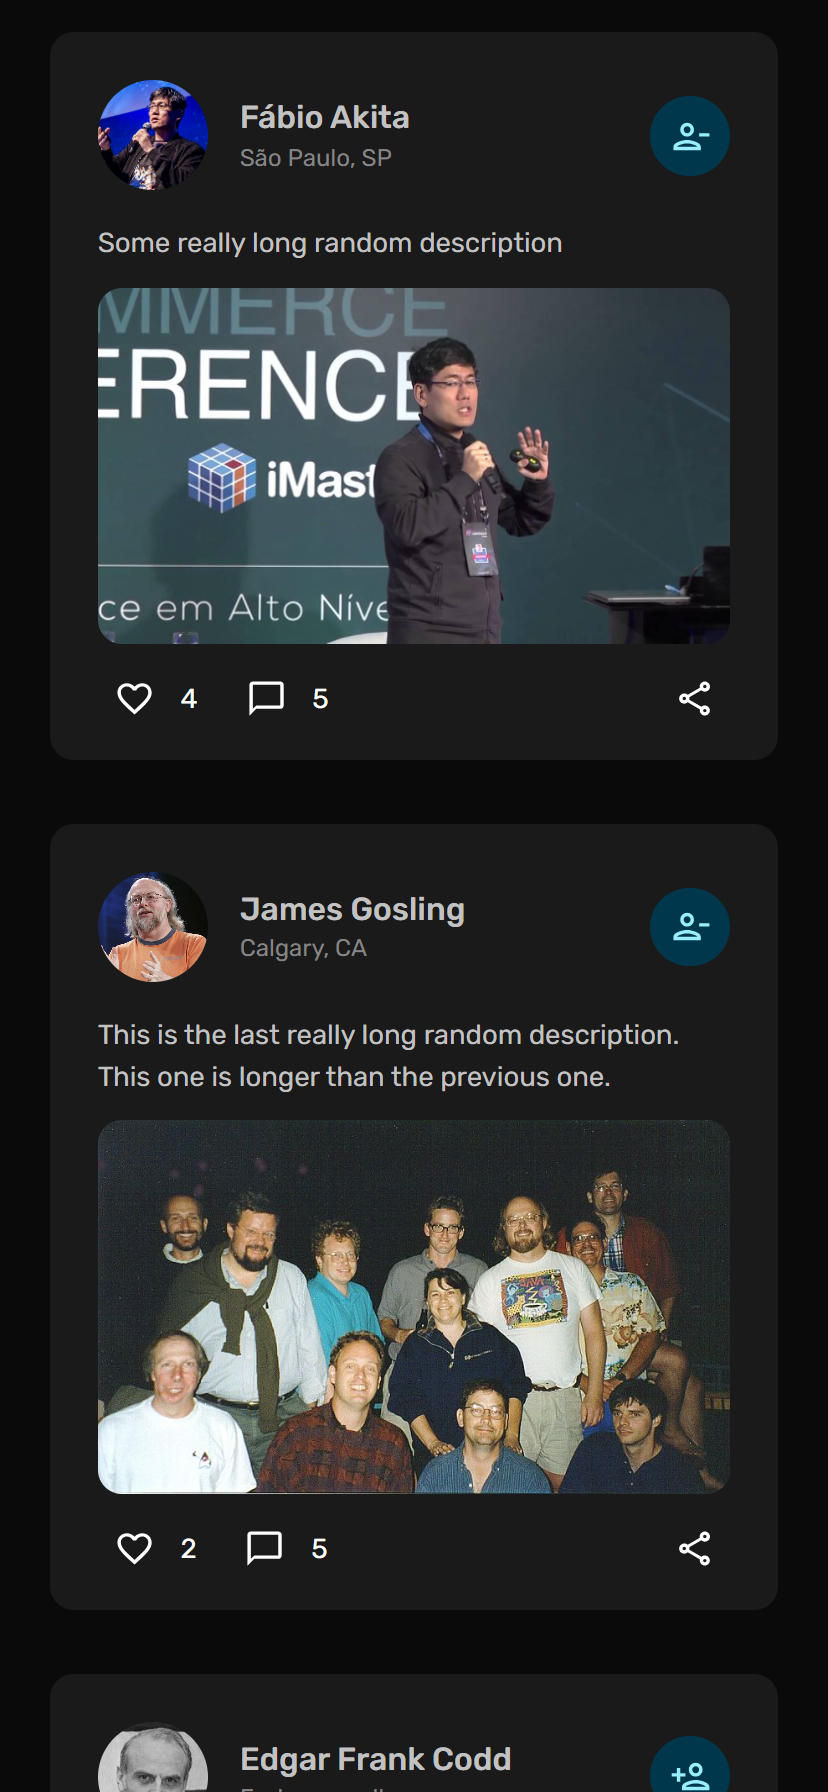 Fábio Akita
São Paulo, SP
Some really long random description
MMERCE
ERENCE
iMast
ce em Alto Níve
4 5
James Gosling
Calgary, CA
This is the last really long random description.
This one is longer than the previous one.
JAVA
2 5
Edgar Frank Codd